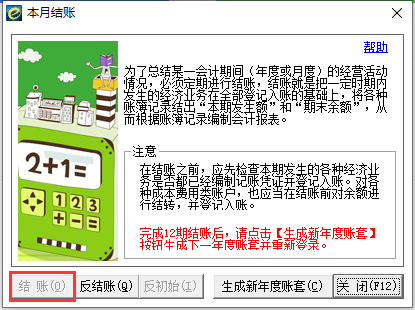 本月结账
帮助
为了总结某一会计期间（年度或月度）的经营活动
情况，必须定期进行结账，结账就是把一定时期内
发生的经济业务在全部登记入账的基础上，将各种
账簿记录结出“本期发生额”和“期末余额”，从
而根据账簿记录编制会计报表。
注意
在结账之前，应先检查本期发生的各种经济业
务是否都已经编制记账凭证并登记入账。对各
种成本费用类账户，也应当在结账前对余额进
行结转，并登记入账。
完成12期结账后，请点击【生成新年度账套】
按钮生成下一年度账套并重新登录。
2+1=
1 2 3
+ - =
结 账(O)
反结账(Q)
反初始(I)
生成新年度账套(C)
关 闭(F12)